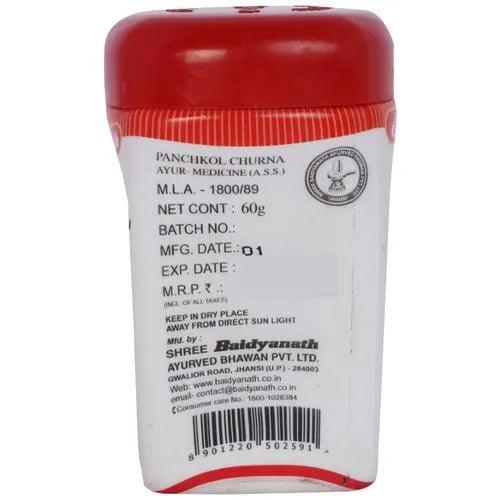 PANCHKOL CHURNA
AYUR- MEDICINE (A.S.S.)
M.L.A. - 1800/89
NET CONT : 60g
BATCH NO.:
MFG. DATE.: 01
EXP. DATE :
M.R.P. ₹ .:
(INCL. OF ALL TAXES)
KEEP IN DRY PLACE
AWAY FROM DIRECT SUN LIGHT
Mfd. by :
SHREE Baidyanath
AYURVED BHAWAN PVT. LTD.
GWALIOR ROAD, JHANSI (U.P.) - 284003
Web: www.baidyanath.co.in
email- contact@baidyanath.co.in
Consumer care No.: 1800-1028384
8 901220 502591